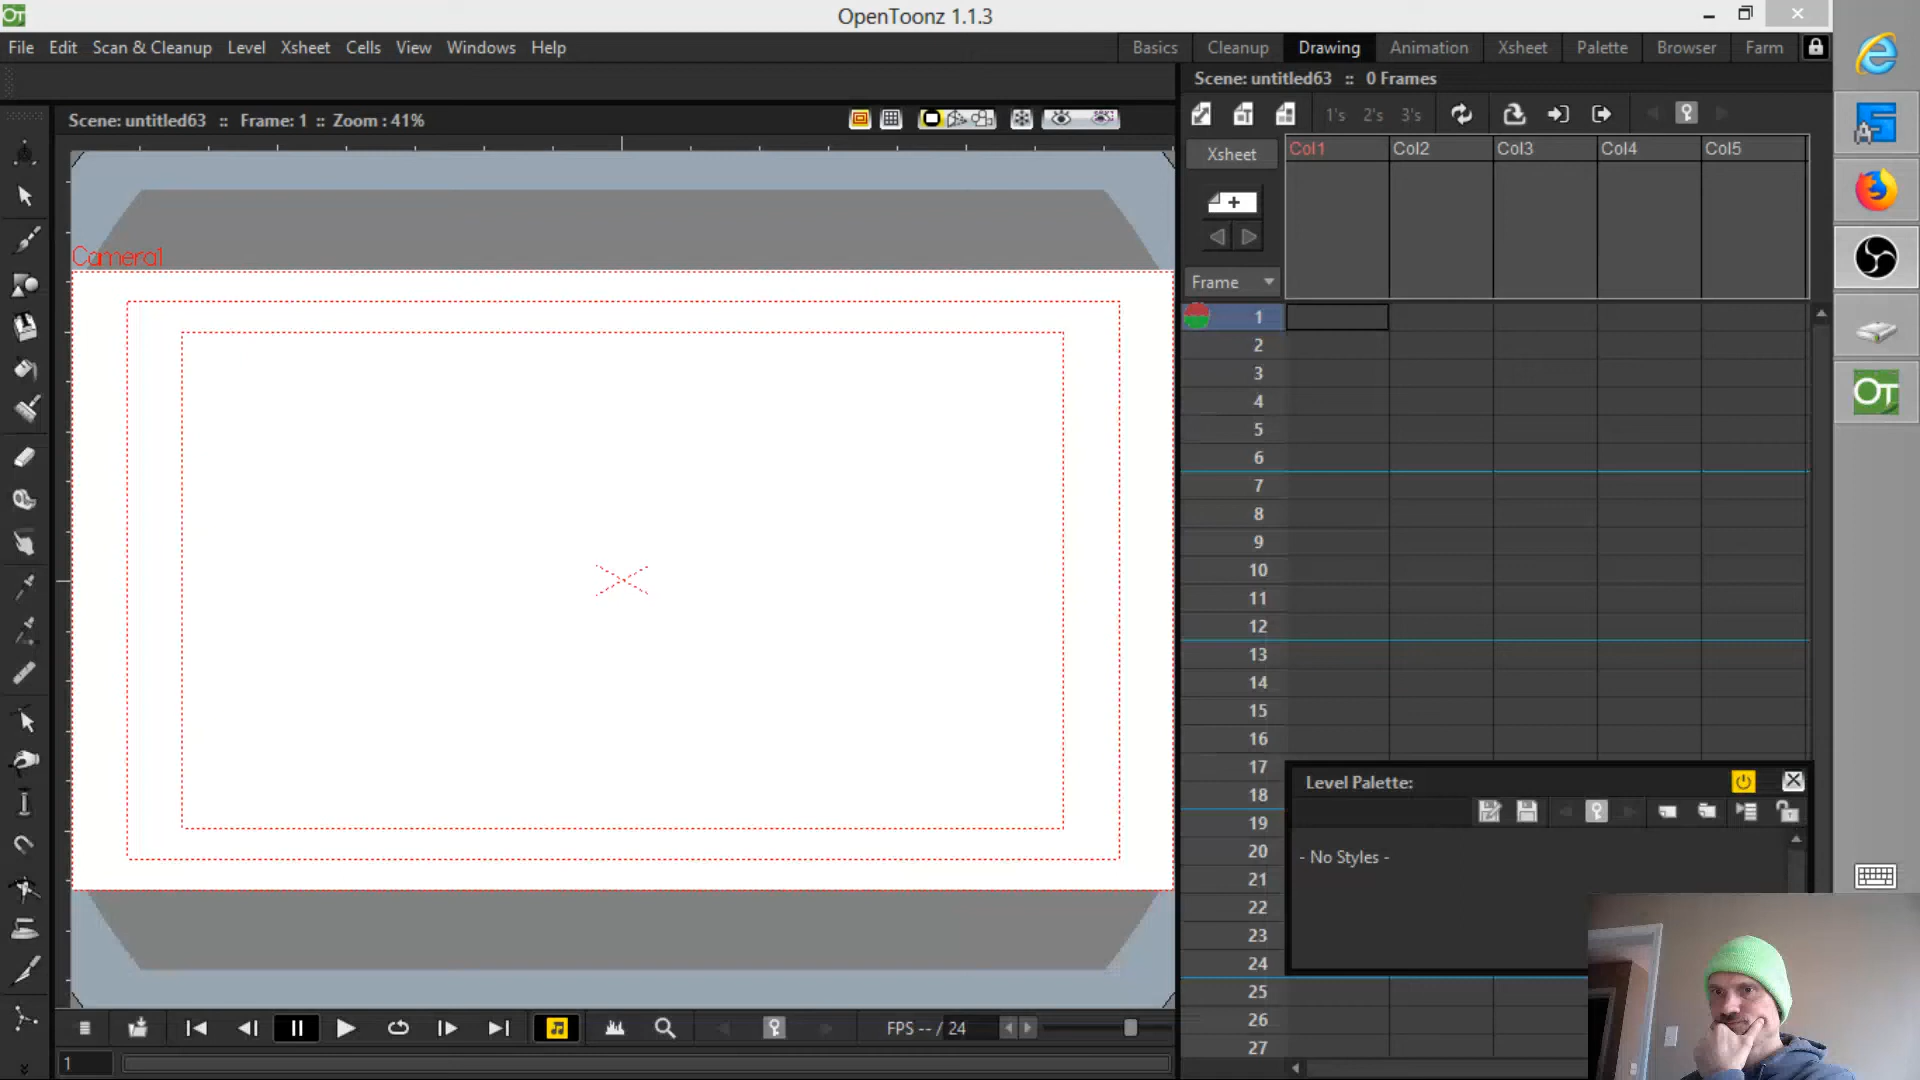 OpenToonz 1.1.3
File Edit Scan & Cleanup Level Xsheet Cells View Windows Help
Basics Cleanup Drawing Animation Xsheet Palette Browser Farm
Scene: untitled63 :: 0 Frames
Scene: untitled63 :: Frame: 1 :: Zoom : 41%
1's 2's 3's
Xsheet
Col1 Col2 Col3 Col4 Col5
Camera1
Frame
1
2
3
4
5
6
7
8
9
10
11
12
13
14
15
16
17
18
19
20
21
22
23
24
25
26
27
Level Palette:
- No Styles -
FPS -- / 24
1
OT
OT